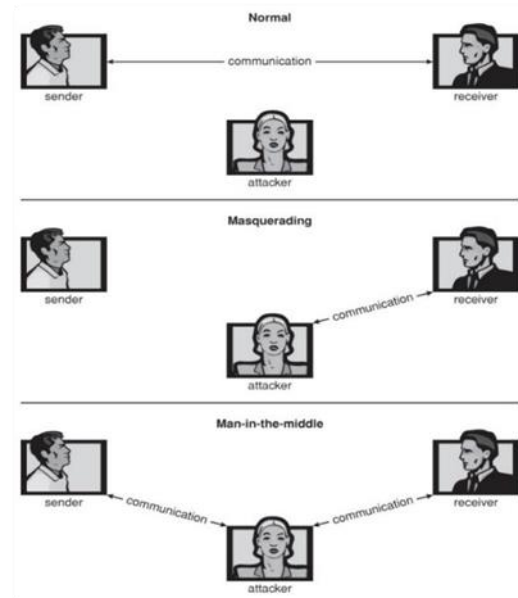 Normal
communication
sender
receiver
attacker
Masquerading
sender
receiver
communication
attacker
Man-in-the-middle
sender
receiver
communication
communication
attacker